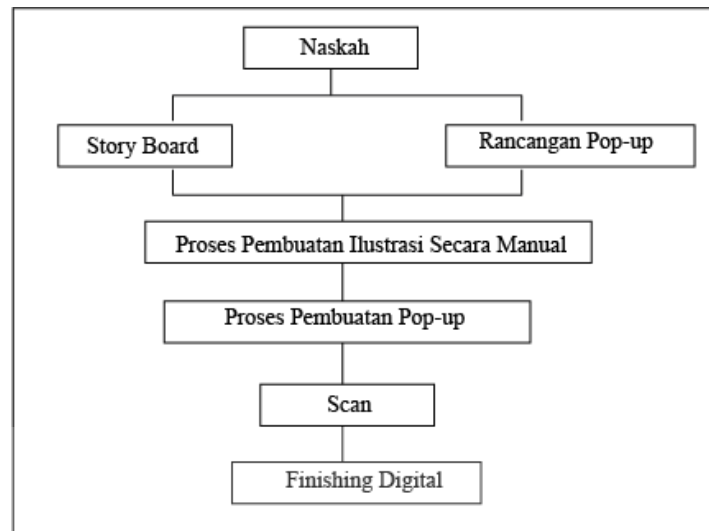 Naskah
Story Board
Rancangan Pop-up
Proses Pembuatan Ilustrasi Secara Manual
Proses Pembuatan Pop-up
Scan
Finishing Digital